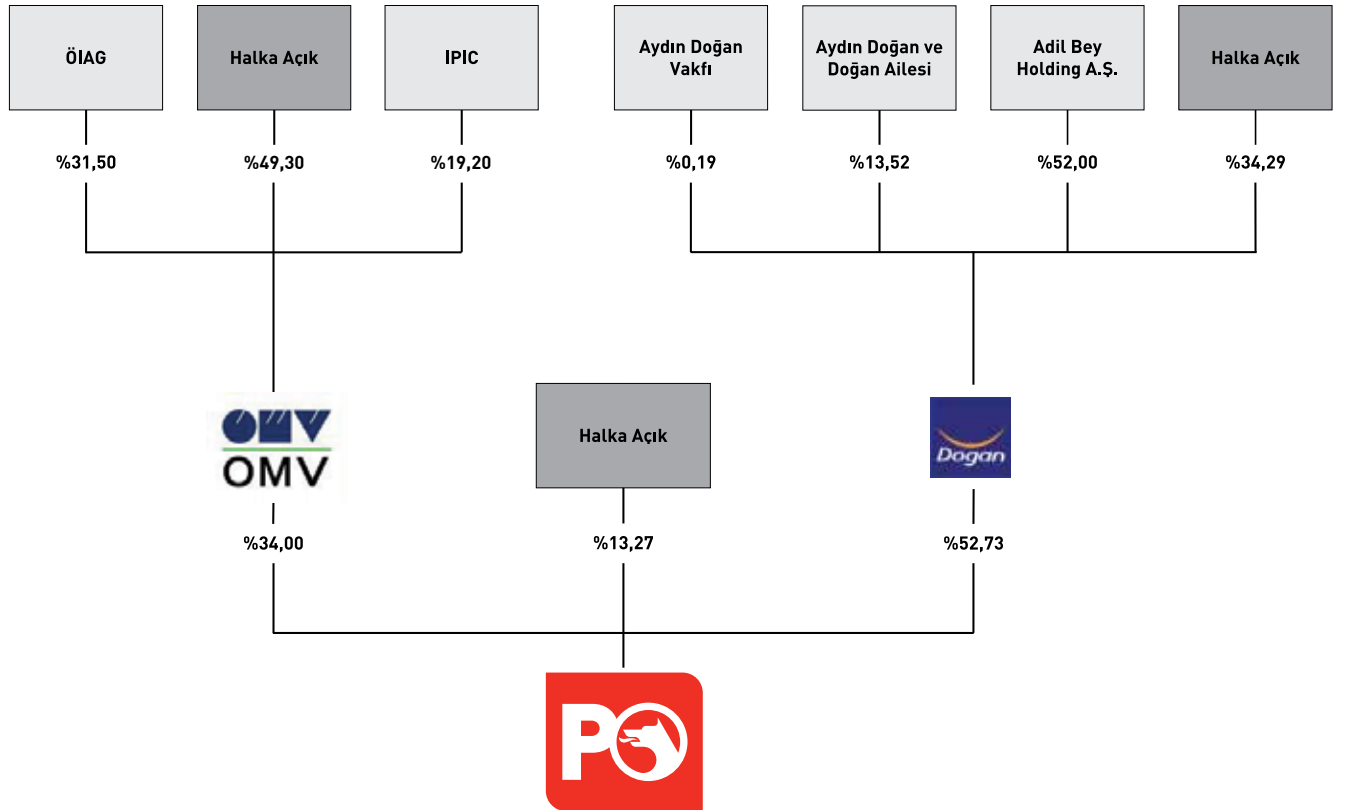 ÖIAG
Halka Açık
IPIC
Aydın Doğan
Vakfı
Aydın Doğan ve
Doğan Ailesi
Adil Bey
Holding A.Ş.
Halka Açık
%31,50
%49,30
%19,20
%0,19
%13,52
%52,00
%34,29
OMV
OMV
Halka Açık
Dogan
%34,00
%13,27
%52,73
PO